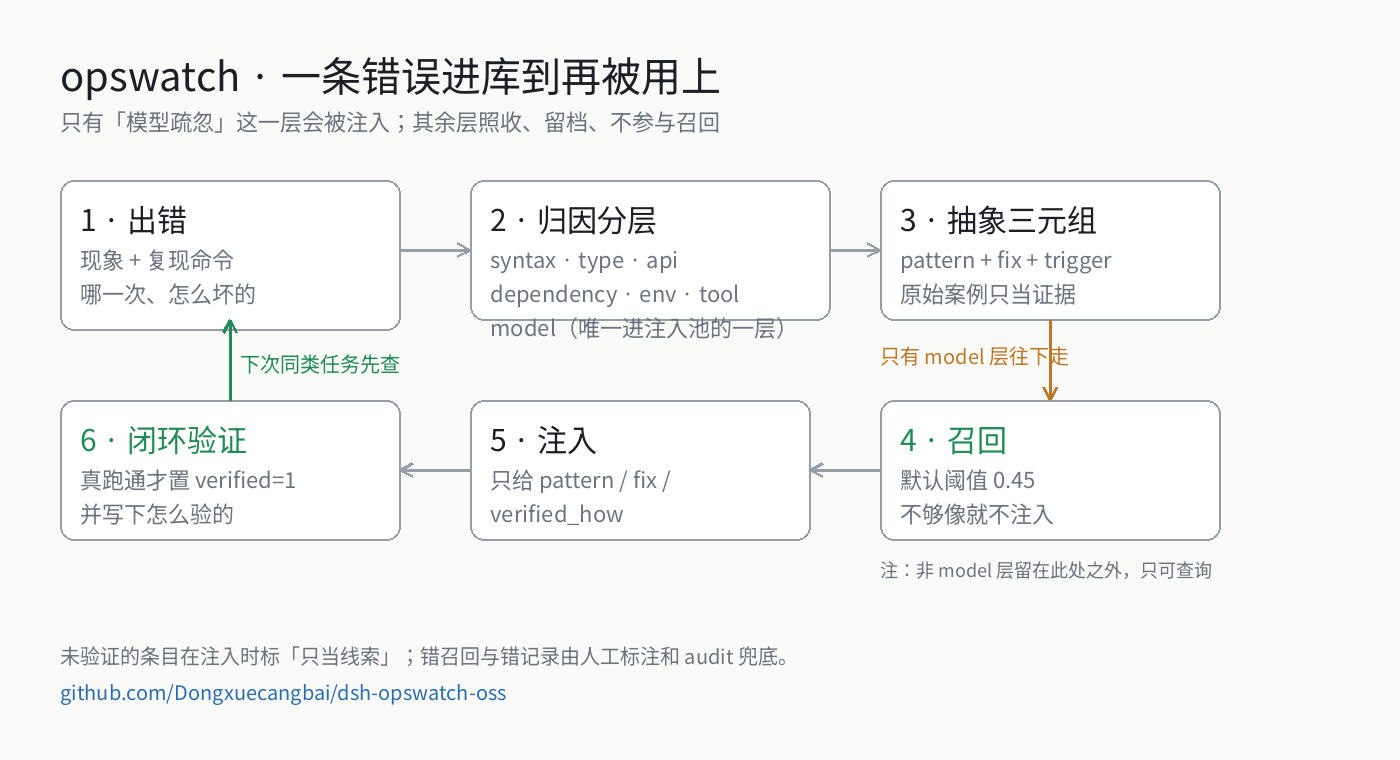 opswatch · 一条错误进库到再被用上
只有「模型疏忽」这一层会被注入；其余层照收、留档、不参与召回
1 · 出错
现象 + 复现命令
哪一次、怎么坏的
2 · 归因分层
syntax · type · api
dependency · env · tool
model（唯一进注入池的一层）
3 · 抽象三元组
pattern + fix + trigger
原始案例只当证据
下次同类任务先查
只有 model 层往下走
6 · 闭环验证
真跑通才置 verified=1
并写下怎么验的
5 · 注入
只给 pattern / fix /
verified_how
4 · 召回
默认阈值 0.45
不够像就不注入
注：非 model 层留在此处之外，只可查询
未验证的条目在注入时标「只当线索」；错召回与错记录由人工标注和 audit 兜底。
github.com/Dongxuecangbai/dsh-opswatch-oss